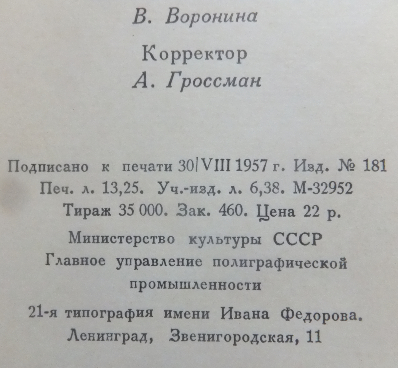 В. Воронина
Корректор
А. Гроссман
Подписано к печати 30/VIII 1957 г. Изд. № 181
Печ. л. 13,25. Уч.-изд. л. 6,38. М-32952
Тираж 35 000. Зак. 460. Цена 22 р.
Министерство культуры СССР
Главное управление полиграфической
промышленности
21-я типография имени Ивана Федорова.
Ленинград, Звенигородская, 11